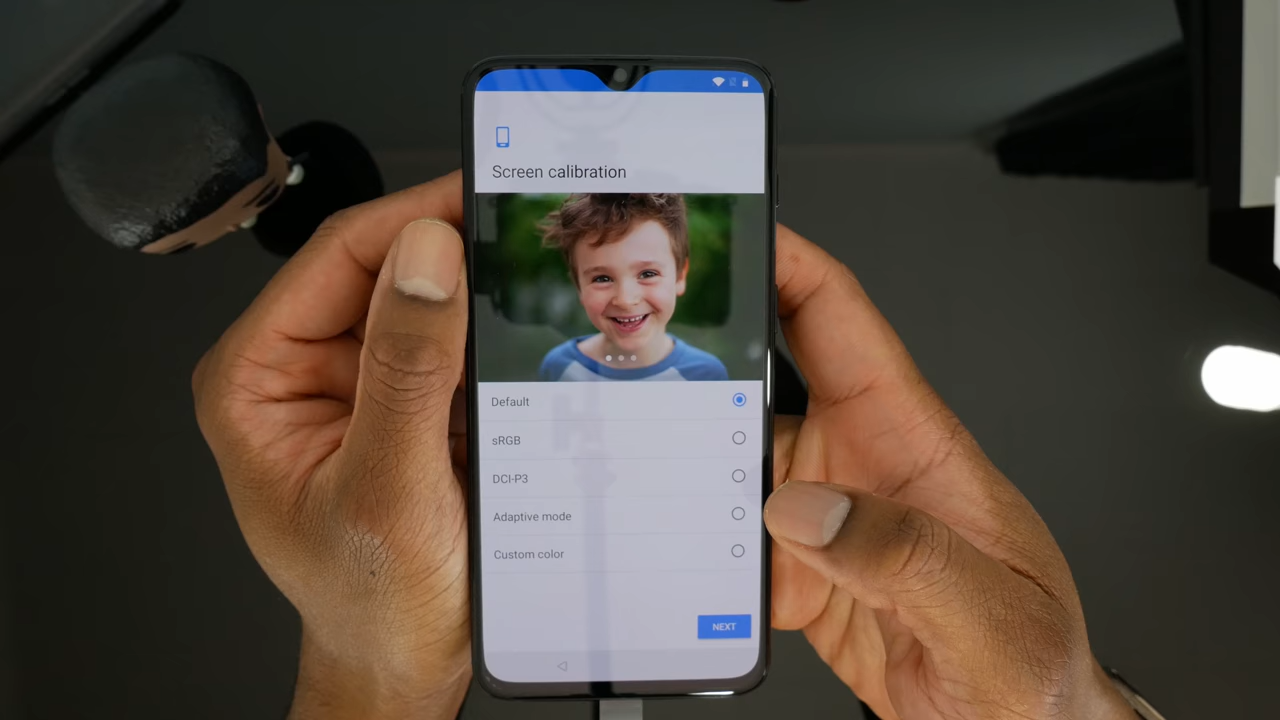 Screen calibration
Default
sRGB
DCI-P3
Adaptive mode
Custom color
NEXT